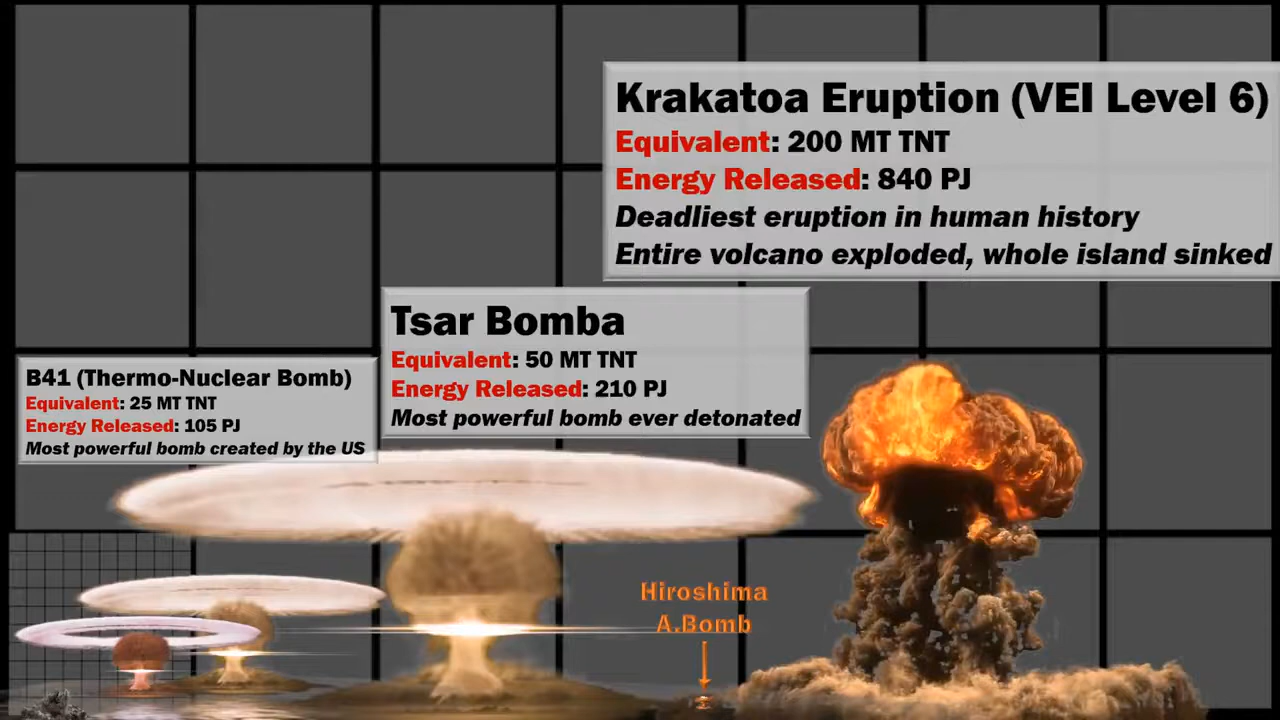 Krakatoa Eruption (VEI Level 6)
Equivalent: 200 MT TNT
Energy Released: 840 PJ
Deadliest eruption in human history
Entire volcano exploded, whole island sinked
Tsar Bomba
Equivalent: 50 MT TNT
Energy Released: 210 PJ
Most powerful bomb ever detonated
B41 (Thermo-Nuclear Bomb)
Equivalent: 25 MT TNT
Energy Released: 105 PJ
Most powerful bomb created by the US
Hiroshima
A.Bomb